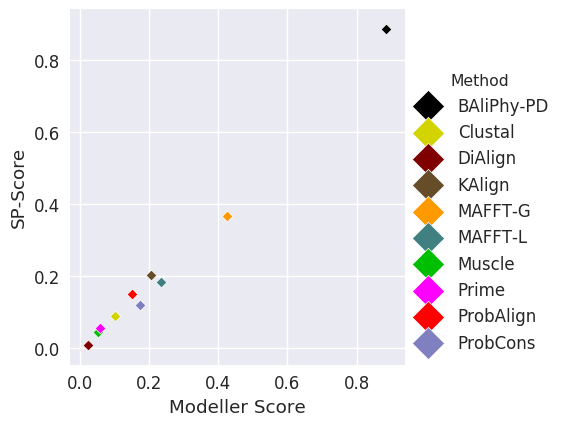 0.8
0.6
0.4
0.2
0.0
SP-Score
0.0 0.2 0.4 0.6 0.8
Modeller Score
Method
BAliPhy-PD
Clustal
DiAlign
KAlign
MAFFT-G
MAFFT-L
Muscle
Prime
ProbAlign
ProbCons